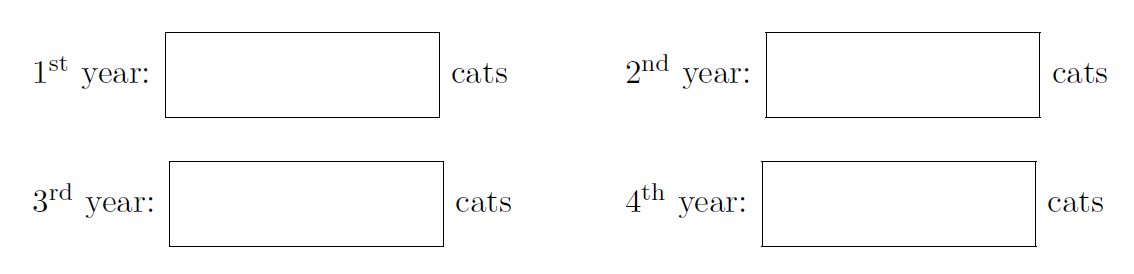 1st year: cats 2nd year: cats
3rd year: cats 4th year: cats